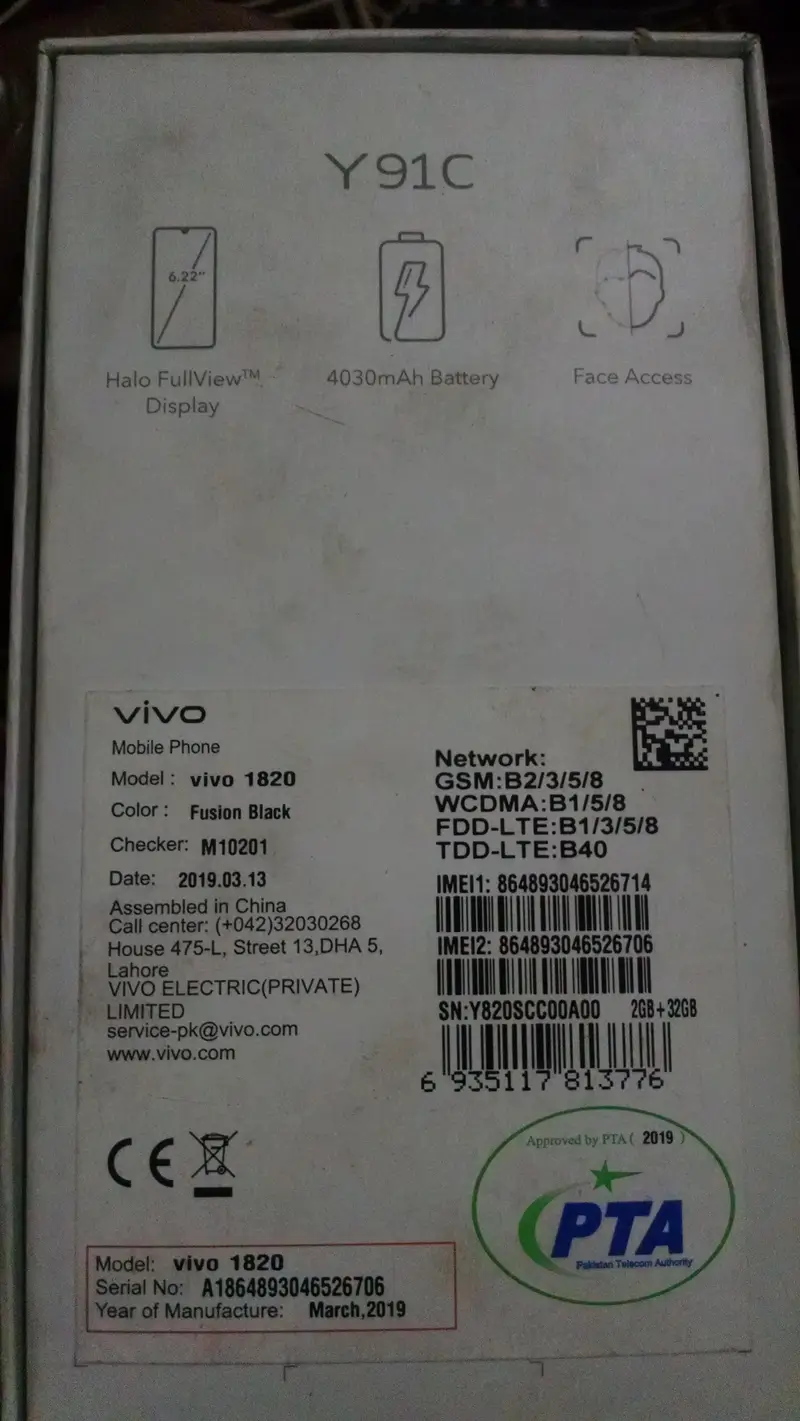 Y91C
6.22"
Halo FullView™
Display
4030mAh Battery
Face Access
vivo
Mobile Phone
Model : vivo 1820
Color : Fusion Black
Checker: M10201
Date: 2019.03.13
Assembled in China
Call center: (+042)32030268
House 475-L, Street 13,DHA 5,
Lahore
VIVO ELECTRIC(PRIVATE)
LIMITED
service-pk@vivo.com
www.vivo.com
Network:
GSM:B2/3/5/8
WCDMA:B1/5/8
FDD-LTE:B1/3/5/8
TDD-LTE:B40
IMEI1: 864893046526714
IMEI2: 864893046526706
SN:Y820SCC00A00 2GB+32GB
6 935117 813776
CE
Approved by PTA ( 2019 )
PTA
Pakistan Telecom Authority
Model: vivo 1820
Serial No: A1864893046526706
Year of Manufacture: March,2019